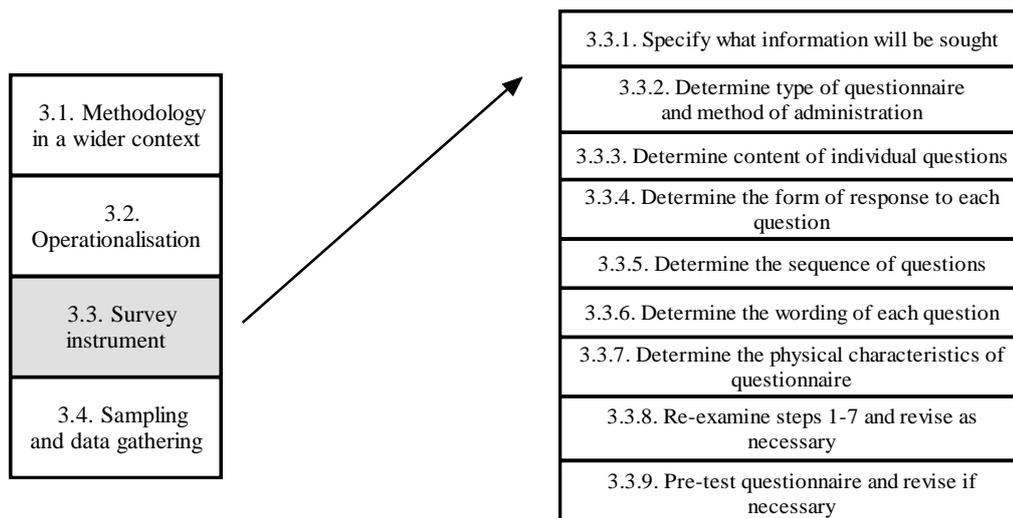 3.1. Methodology
in a wider context
3.2.
Operationalisation
3.3. Survey
instrument
3.4. Sampling
and data gathering
3.3.1. Specify what information will be sought
3.3.2. Determine type of questionnaire
and method of administration
3.3.3. Determine content of individual questions
3.3.4. Determine the form of response to each
question
3.3.5. Determine the sequence of questions
3.3.6. Determine the wording of each question
3.3.7. Determine the physical characteristics of
questionnaire
3.3.8. Re-examine steps 1-7 and revise as
necessary
3.3.9. Pre-test questionnaire and revise if
necessary